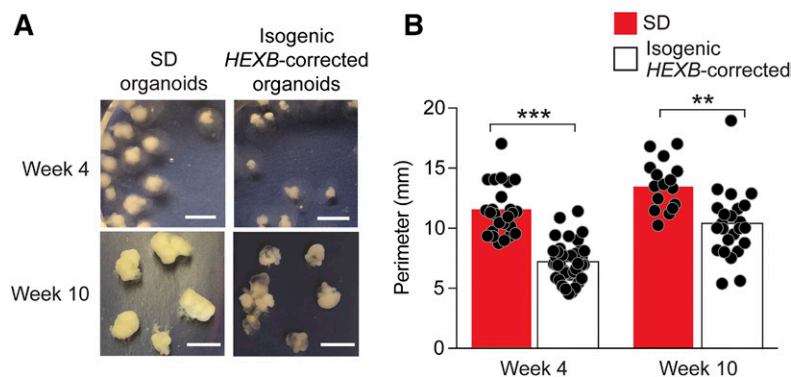 A
SD
organoids
Isogenic
HEXB-corrected
organoids
Week 4
Week 10
B
SD
Isogenic
HEXB-corrected
Perimeter (mm)
20
15
10
5
0
***
**
Week 4
Week 10